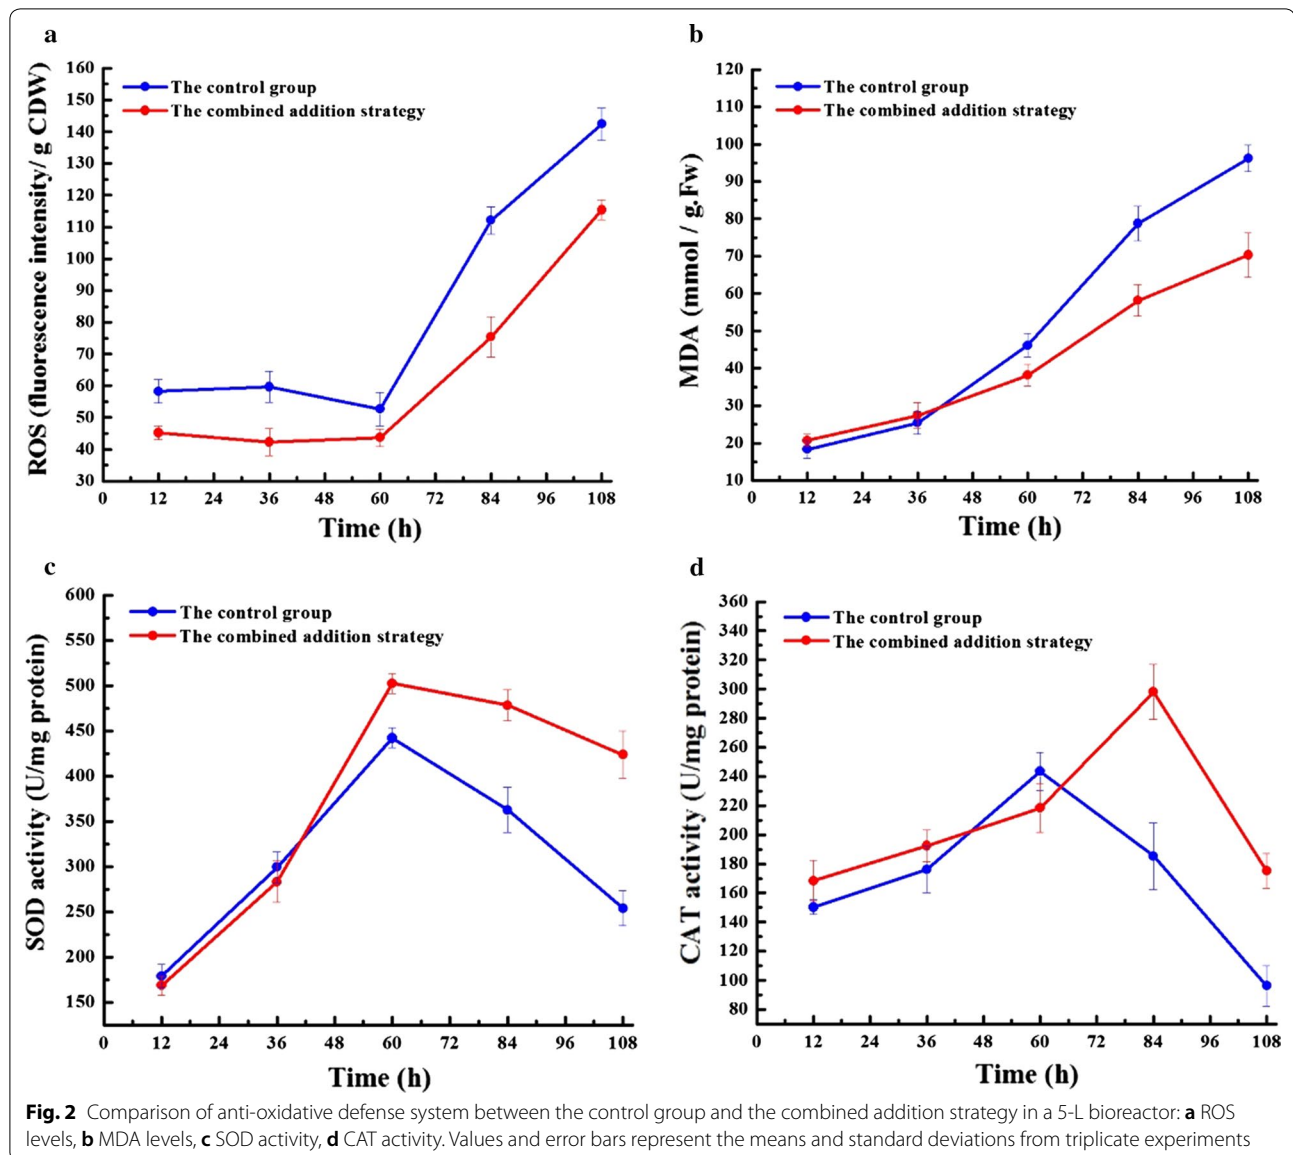 a
160
150
140
130
120
110
100
90
80
70
60
50
40
30
ROS (fluorescence intensity/ g CDW)
The control group
The combined addition strategy
0 12 24 36 48 60 72 84 96 108
Time (h)
b
120
110
100
90
80
70
60
50
40
30
20
10
MDA (mmol / g.Fw)
The control group
The combined addition strategy
0 12 24 36 48 60 72 84 96 108
Time (h)
c
600
550
500
450
400
350
300
250
200
150
SOD activity (U/mg protein)
The control group
The combined addition strategy
0 12 24 36 48 60 72 84 96 108
Time (h)
d
360
340
320
300
280
260
240
220
200
180
160
140
120
100
80
CAT activity (U/mg protein)
The control group
The combined addition strategy
0 12 24 36 48 60 72 84 96 108
Time (h)
Fig. 2 Comparison of anti-oxidative defense system between the control group and the combined addition strategy in a 5-L bioreactor: a ROS
levels, b MDA levels, c SOD activity, d CAT activity. Values and error bars represent the means and standard deviations from triplicate experiments